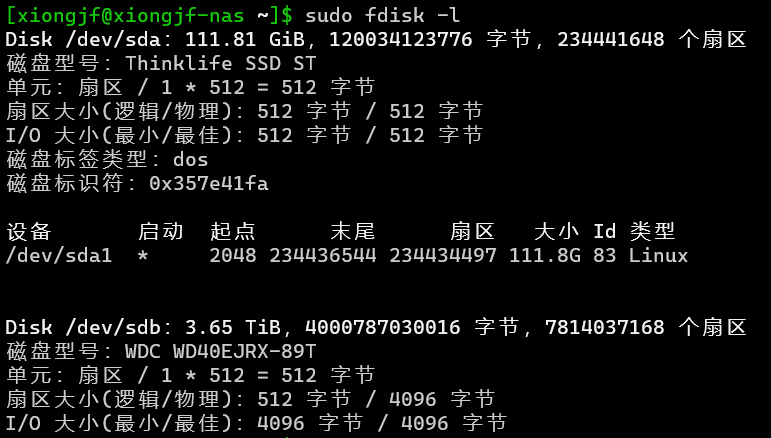 [xiongjf@xiongjf-nas ~]$ sudo fdisk -l
Disk /dev/sda：111.81 GiB，120034123776 字节，234441648 个扇区
磁盘型号：Thinklife SSD ST
单元：扇区 / 1 * 512 = 512 字节
扇区大小(逻辑/物理)：512 字节 / 512 字节
I/O 大小(最小/最佳)：512 字节 / 512 字节
磁盘标签类型：dos
磁盘标识符：0x357e41fa
设备 启动 起点 末尾 扇区 大小 Id 类型
/dev/sda1 * 2048 234436544 234434497 111.8G 83 Linux
Disk /dev/sdb：3.65 TiB，4000787030016 字节，7814037168 个扇区
磁盘型号：WDC WD40EJRX-89T
单元：扇区 / 1 * 512 = 512 字节
扇区大小(逻辑/物理)：512 字节 / 4096 字节
I/O 大小(最小/最佳)：4096 字节 / 4096 字节